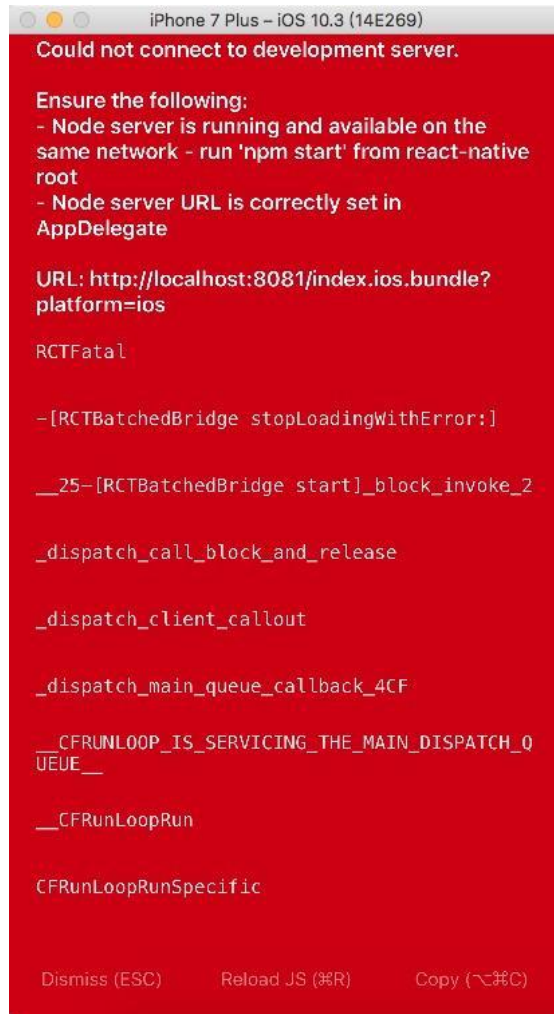 iPhone 7 Plus – iOS 10.3 (14E269)
Could not connect to development server.
Ensure the following:
- Node server is running and available on the
same network - run 'npm start' from react-native
root
- Node server URL is correctly set in
AppDelegate
URL: http://localhost:8081/index.ios.bundle?
platform=ios
RCTFatal
-[RCTBatchedBridge stopLoadingWithError:]
__25-[RCTBatchedBridge start]_block_invoke_2
_dispatch_call_block_and_release
_dispatch_client_callout
_dispatch_main_queue_callback_4CF
__CFRUNLOOP_IS_SERVICING_THE_MAIN_DISPATCH_Q
UEUE__
__CFRunLoopRun
CFRunLoopRunSpecific
Dismiss (ESC) Reload JS (⌘R) Copy (⌥⌘C)